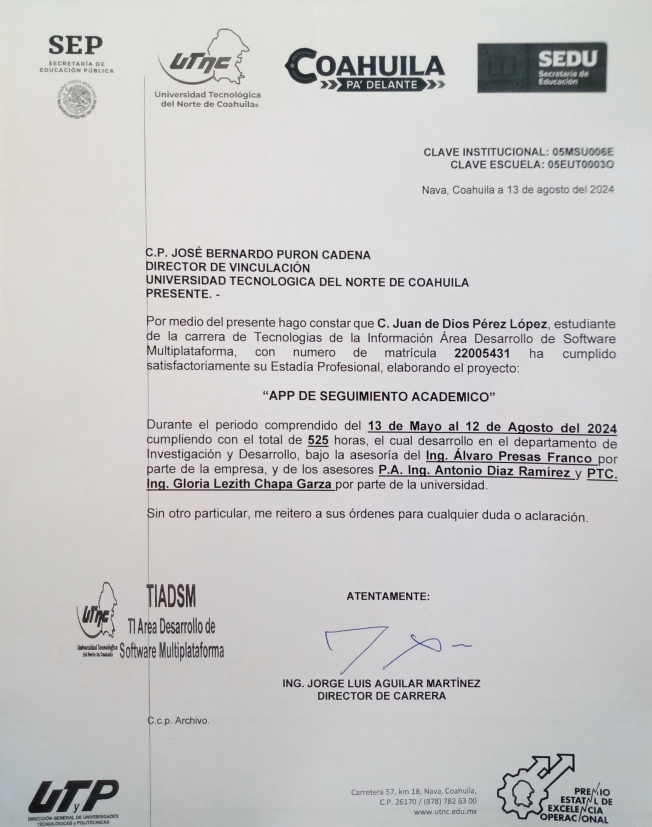 SEP
SECRETARÍA DE
EDUCACIÓN PÚBLICA
UTNC
Universidad Tecnológica
del Norte de Coahuila®
COAHUILA
PA' DELANTE
SEDU
Secretaría de
Educación
CLAVE INSTITUCIONAL: 05MSU006E
CLAVE ESCUELA: 05EUT0003O
Nava, Coahuila a 13 de agosto del 2024
C.P. JOSÉ BERNARDO PURON CADENA
DIRECTOR DE VINCULACIÓN
UNIVERSIDAD TECNOLOGICA DEL NORTE DE COAHUILA
PRESENTE. -
Por medio del presente hago constar que C. Juan de Dios Pérez López, estudiante
de la carrera de Tecnologias de la Información Área Desarrollo de Software
Multiplataforma, con numero de matrícula 22005431 ha cumplido
satisfactoriamente su Estadía Profesional, elaborando el proyecto:
“APP DE SEGUIMIENTO ACADEMICO”
Durante el periodo comprendido del 13 de Mayo al 12 de Agosto del 2024
cumpliendo con el total de 525 horas, el cual desarrollo en el departamento de
Investigación y Desarrollo, bajo la asesoría del Ing. Álvaro Presas Franco por
parte de la empresa, y de los asesores P.A. Ing. Antonio Diaz Ramírez y PTC.
Ing. Gloria Lezith Chapa Garza por parte de la universidad.
Sin otro particular, me reitero a sus órdenes para cualquier duda o aclaración.
UTNC
Universidad Tecnológica
del Norte de Coahuila
TIADSM
TI Area Desarrollo de
Software Multiplataforma
ATENTAMENTE:
ING. JORGE LUIS AGUILAR MARTÍNEZ
DIRECTOR DE CARRERA
C.c.p. Archivo.
UTyP
DIRECCIÓN GENERAL DE UNIVERSIDADES
TECNOLÓGICAS y POLITÉCNICAS
Carretera 57, km 18, Nava, Coahuila,
C.P. 26170 / (878) 782 63 00
www.utnc.edu.mx
PREMIO
ESTATAL DE
EXCELENCIA
OPERACIONAL